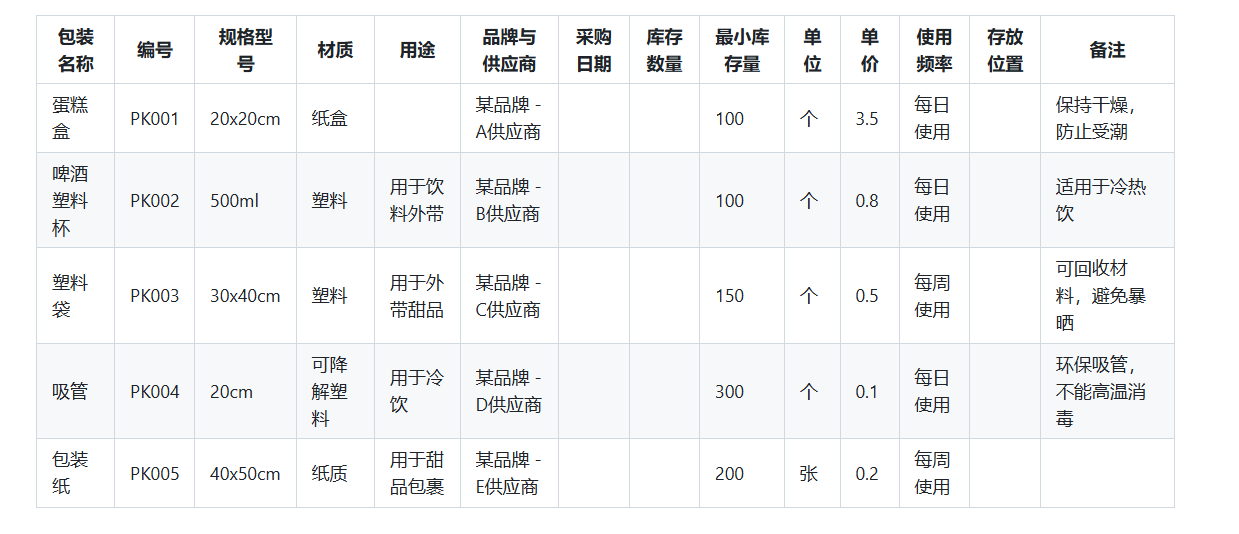 包装名称 编号 规格型号 材质 用途 品牌与供应商 采购日期 库存数量 最小库存量 单位 单价 使用频率 存放位置 备注
蛋糕盒 PK001 20x20cm 纸盒 某品牌 - A供应商 100 个 3.5 每日使用 保持干燥，防止受潮
啤酒塑料杯 PK002 500ml 塑料 用于饮料外带 某品牌 - B供应商 100 个 0.8 每日使用 适用于冷热饮
塑料袋 PK003 30x40cm 塑料 用于外带甜品 某品牌 - C供应商 150 个 0.5 每周使用 可回收材料，避免暴晒
吸管 PK004 20cm 可降解塑料 用于冷饮 某品牌 - D供应商 300 个 0.1 每日使用 环保吸管，不能高温消毒
包装纸 PK005 40x50cm 纸质 用于甜品包裹 某品牌 - E供应商 200 张 0.2 每周使用